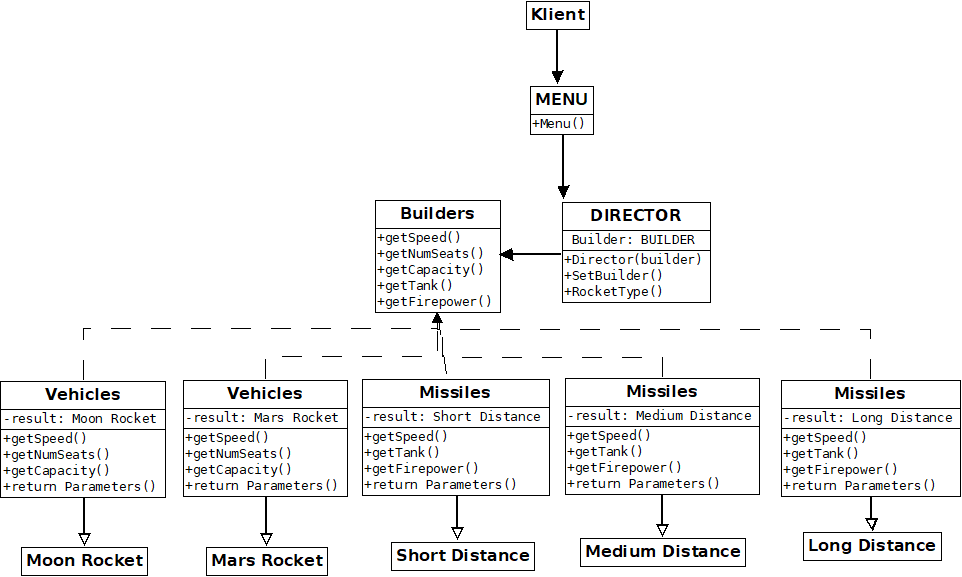 Klient
MENU
+Menu()
Builders
+getSpeed()
+getNumSeats()
+getCapacity()
+getTank()
+getFirepower()
DIRECTOR
Builder: BUILDER
+Director(builder)
+SetBuilder()
+RocketType()
Vehicles
-result: Moon Rocket
+getSpeed()
+getNumSeats()
+getCapacity()
+return Parameters()
Vehicles
-result: Mars Rocket
+getSpeed()
+getNumSeats()
+getCapacity()
+return Parameters()
Missiles
-result: Short Distance
+getSpeed()
+getTank()
+getFirepower()
+return Parameters()
Missiles
-result: Medium Distance
+getSpeed()
+getTank()
+getFirepower()
+return Parameters()
Missiles
-result: Long Distance
+getSpeed()
+getTank()
+getFirepower()
+return Parameters()
Moon Rocket
Mars Rocket
Short Distance
Medium Distance
Long Distance